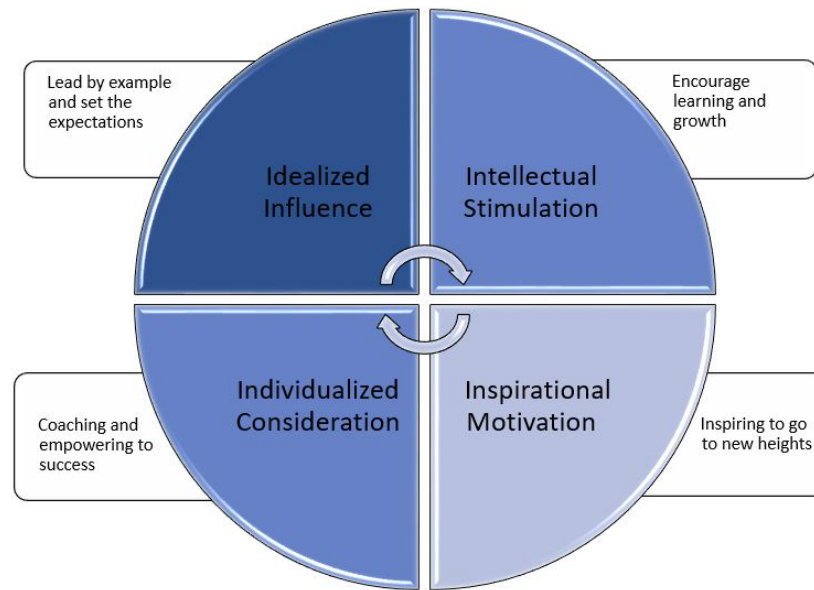 Lead by example
and set the
expectations
Idealized
Influence
Intellectual
Stimulation
Encourage
learning and
growth
Coaching and
empowering to
success
Individualized
Consideration
Inspirational
Motivation
Inspiring to go
to new heights